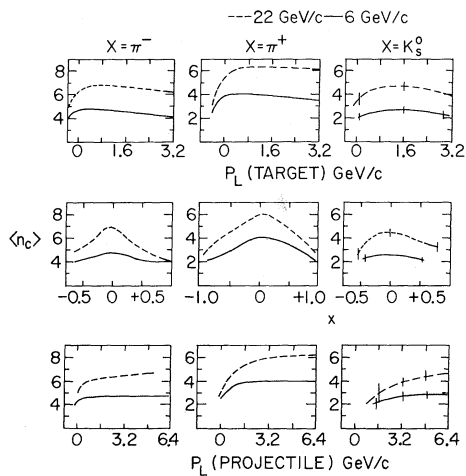 ---22 GeV/c —6 GeV/c
X = π⁻ X = π⁺ X = K⁰ₛ
8 6 4
0 1.6 3.2
6 4 2
0 1.6 3.2
6 4 2
0 1.6 3.2
P_L (TARGET) GeV/c
⟨n_c⟩
8 6 4 2
-0.5 0 +0.5
6 4 2
-1.0 0 +1.0
6 4 2
-0.5 0 +0.5
x
8 6 4 2
0 3.2 6.4
6 4 2
0 3.2 6.4
6 4 2
0 3.2 6.4
P_L (PROJECTILE) GeV/c